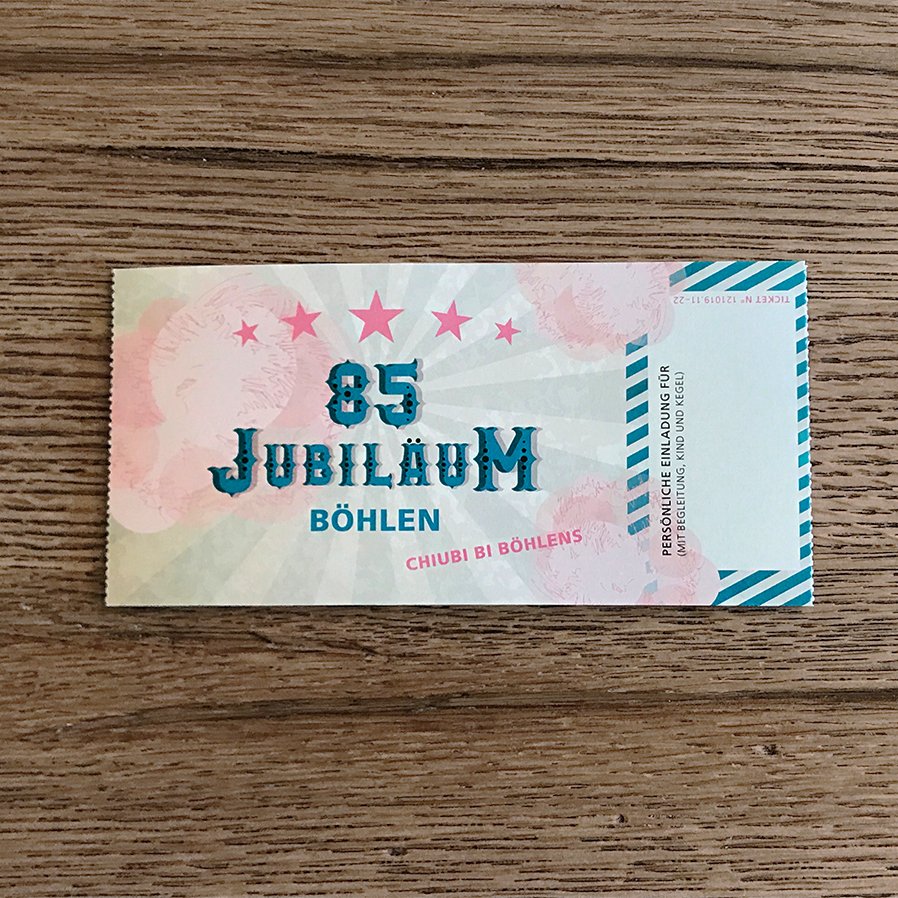 85
JUBILÄUM
BÖHLEN
CHIUBI BI BÖHLENS
PERSÖNLICHE EINLADUNG FÜR
(MIT BEGLEITUNG, KIND UND KEGEL)
TICKET N° 121019.11-22